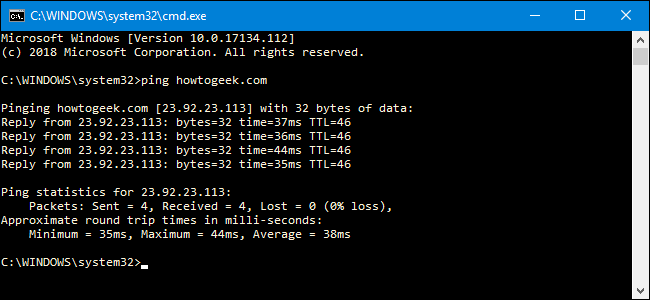 C:\WINDOWS\system32\cmd.exe
Microsoft Windows [Version 10.0.17134.112]
(c) 2018 Microsoft Corporation. All rights reserved.
C:\WINDOWS\system32>ping howtogeek.com
Pinging howtogeek.com [23.92.23.113] with 32 bytes of data:
Reply from 23.92.23.113: bytes=32 time=37ms TTL=46
Reply from 23.92.23.113: bytes=32 time=36ms TTL=46
Reply from 23.92.23.113: bytes=32 time=44ms TTL=46
Reply from 23.92.23.113: bytes=32 time=35ms TTL=46
Ping statistics for 23.92.23.113:
    Packets: Sent = 4, Received = 4, Lost = 0 (0% loss),
Approximate round trip times in milli-seconds:
    Minimum = 35ms, Maximum = 44ms, Average = 38ms
C:\WINDOWS\system32>_